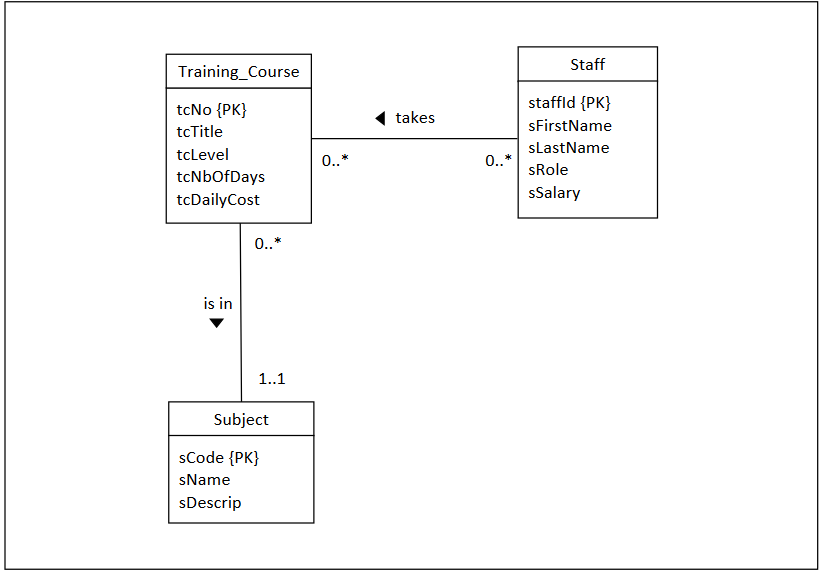 Training_Course
tcNo {PK}
tcTitle
tcLevel
tcNbOfDays
tcDailyCost
takes
0..*
0..*
Staff
staffId {PK}
sFirstName
sLastName
sRole
sSalary
0..*
is in
1..1
Subject
sCode {PK}
sName
sDescrip